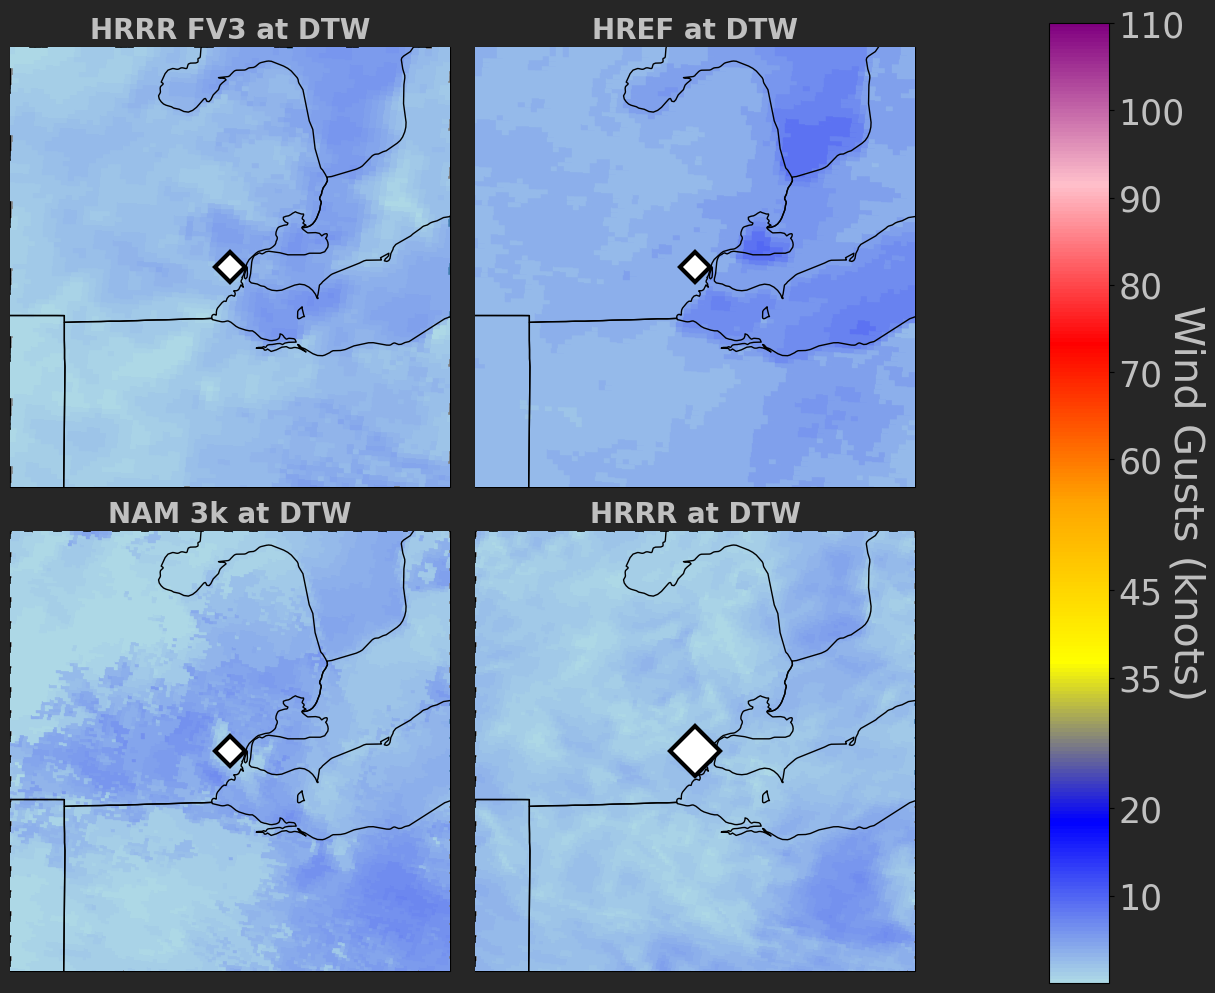 HRRR FV3 at DTW
HREF at DTW
NAM 3k at DTW
HRRR at DTW
110
100
90
80
70
60
45
35
20
10
Wind Gusts (knots)